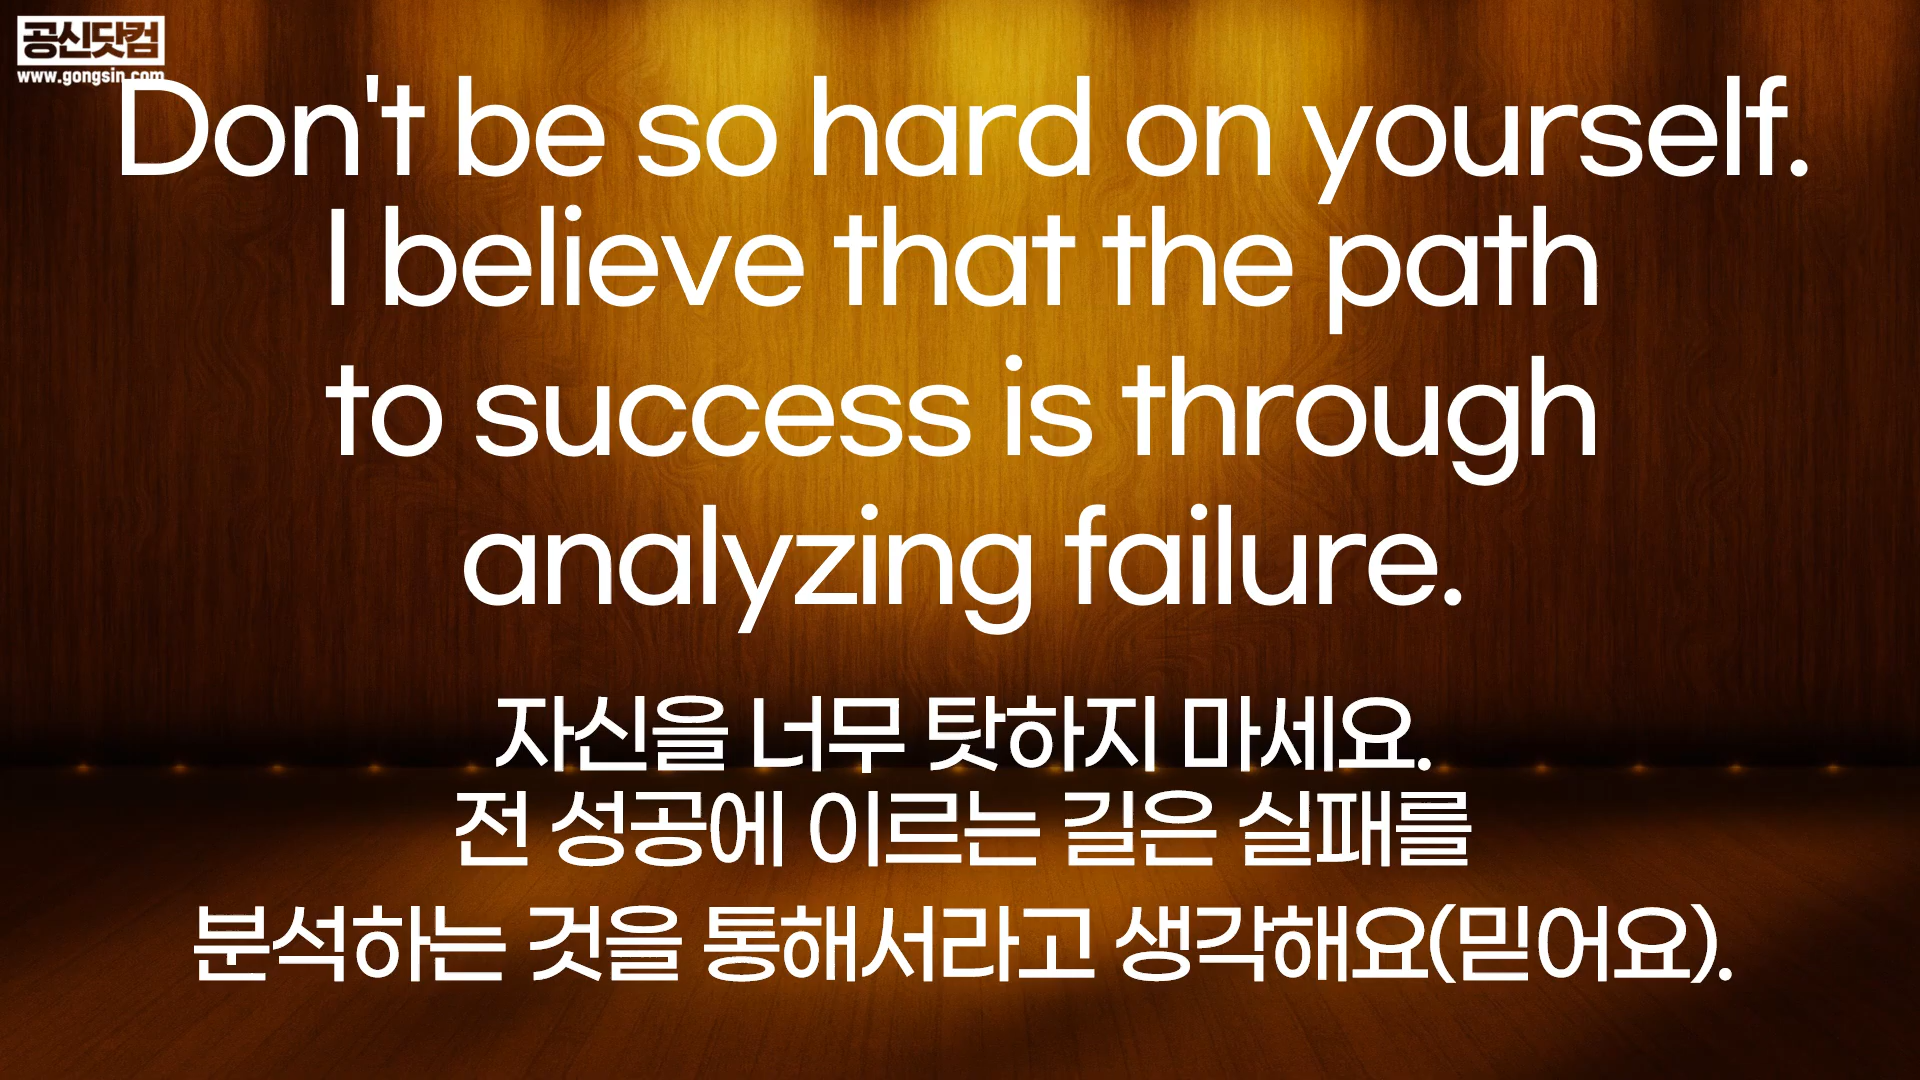 공신닷컴
www.gongsin.com
Don't be so hard on yourself.
I believe that the path
to success is through
analyzing failure.
자신을 너무 탓하지 마세요.
전 성공에 이르는 길은 실패를
분석하는 것을 통해서라고 생각해요(믿어요).